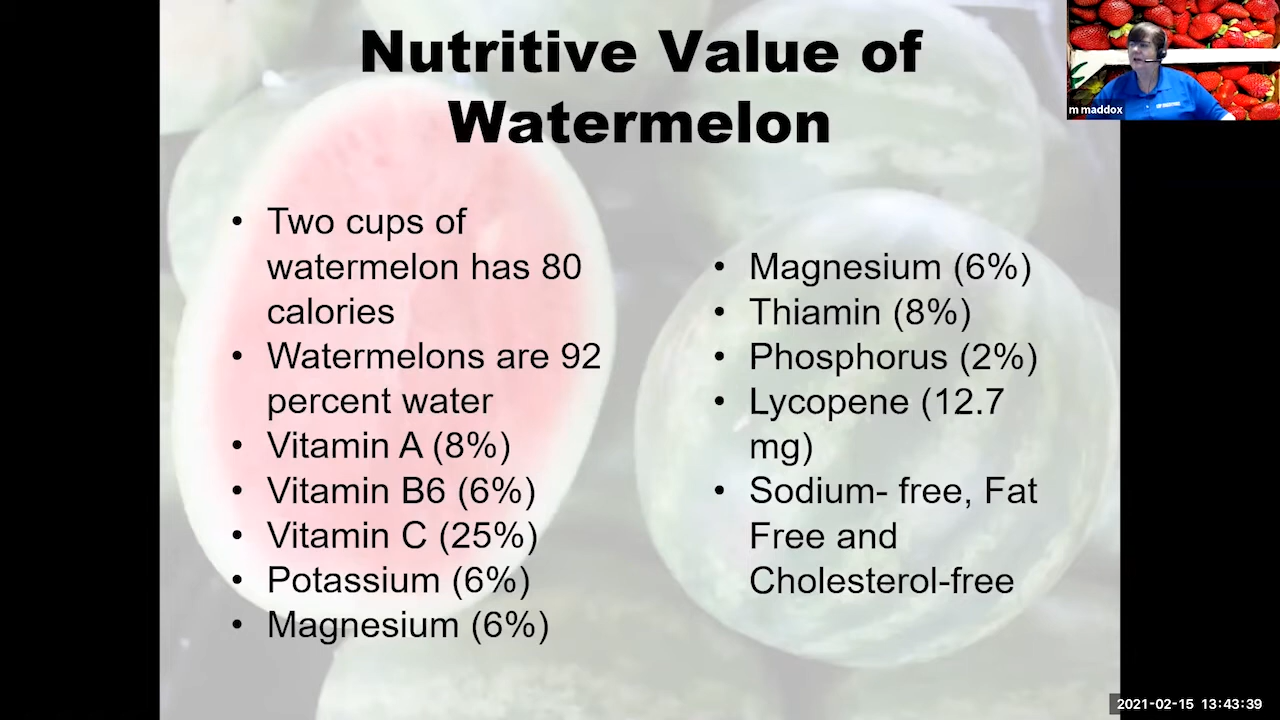 Nutritive Value of
Watermelon
• Two cups of
watermelon has 80
calories
• Watermelons are 92
percent water
• Vitamin A (8%)
• Vitamin B6 (6%)
• Vitamin C (25%)
• Potassium (6%)
• Magnesium (6%)
• Magnesium (6%)
• Thiamin (8%)
• Phosphorus (2%)
• Lycopene (12.7
mg)
• Sodium- free, Fat
Free and
Cholesterol-free
m maddox
2021-02-15 13:43:39